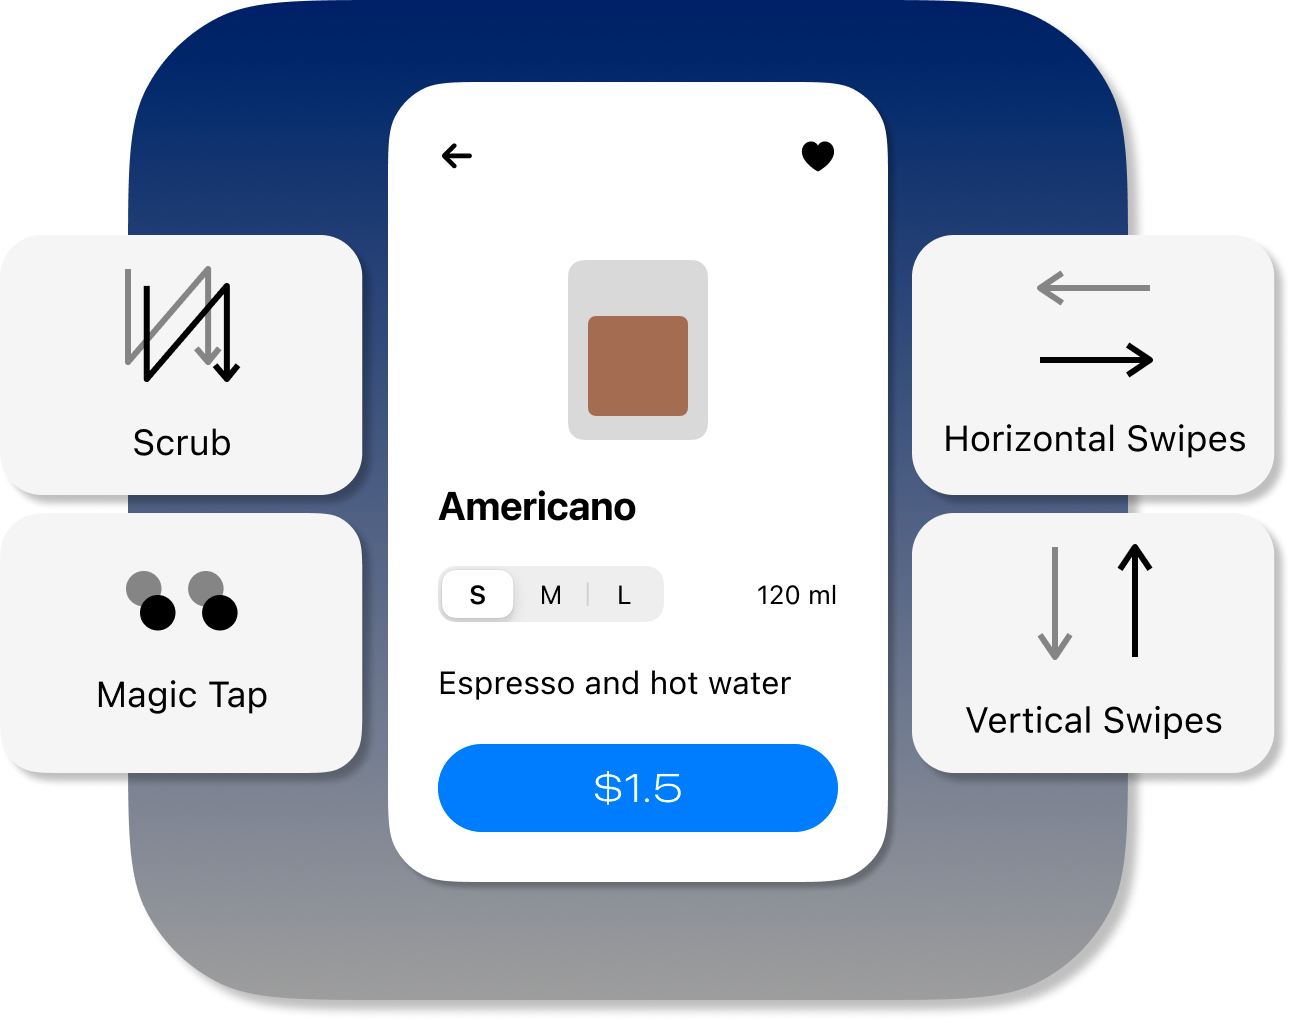 Scrub
Magic Tap
Americano
S M L
120 ml
Espresso and hot water
$1.5
Horizontal Swipes
Vertical Swipes